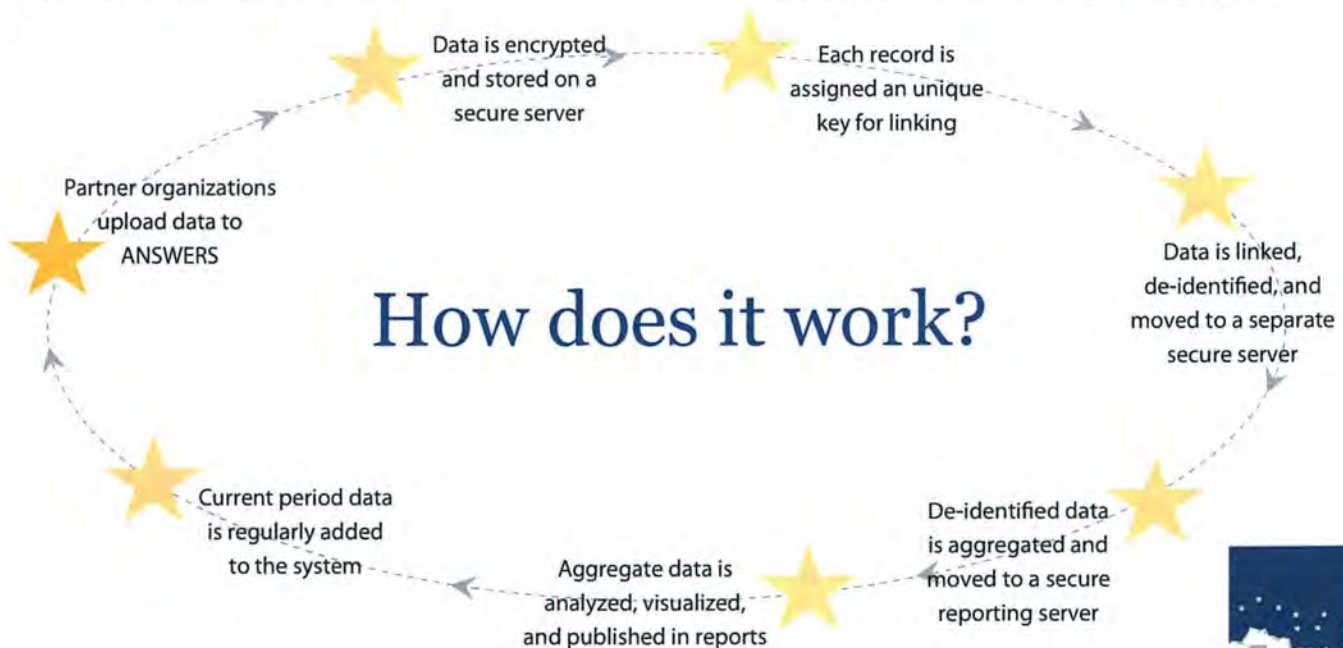 Data is encrypted
and stored on a
secure server
Each record is
assigned an unique
key for linking
Partner organizations
upload data to
ANSWERS
Data is linked,
de-identified, and
moved to a separate
secure server
How does it work?
Current period data
is regularly added
to the system
De-identified data
is aggregated and
moved to a secure
reporting server
Aggregate data is
analyzed, visualized,
and published in reports